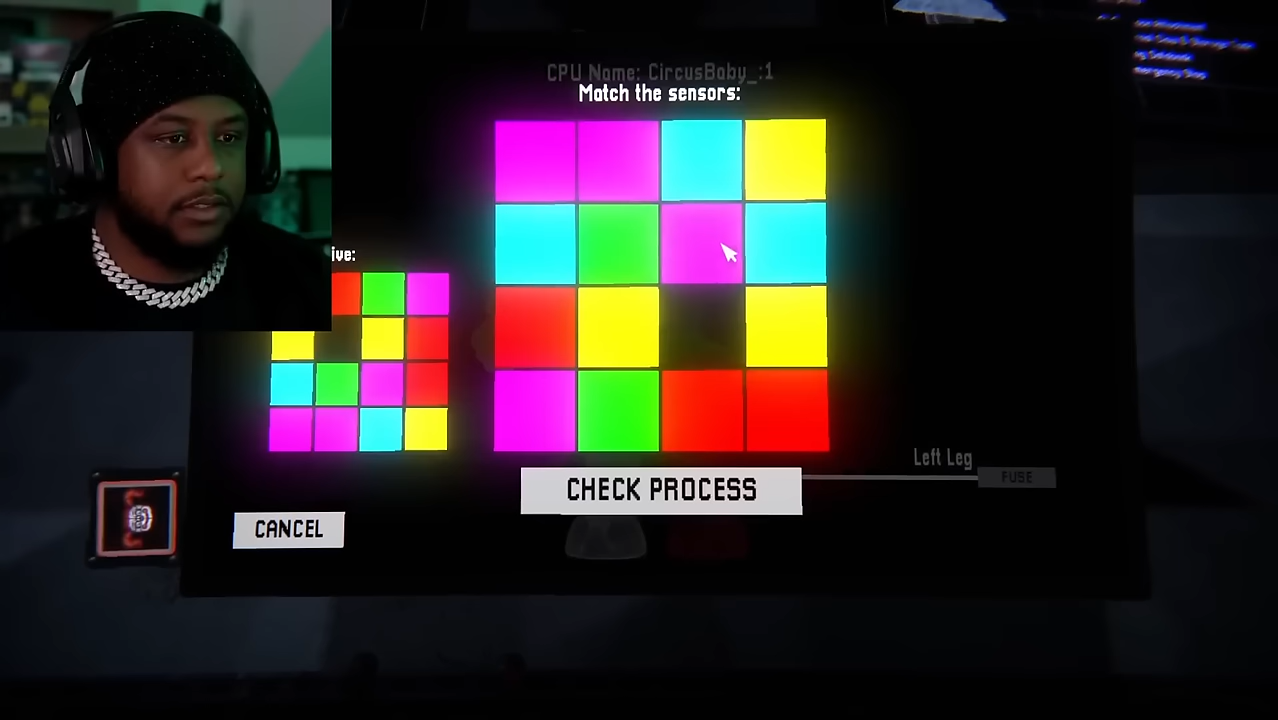 CPU Name: CircusBaby_:1
Match the sensors:
ive:
Left Leg
FUSE
CHECK PROCESS
CANCEL